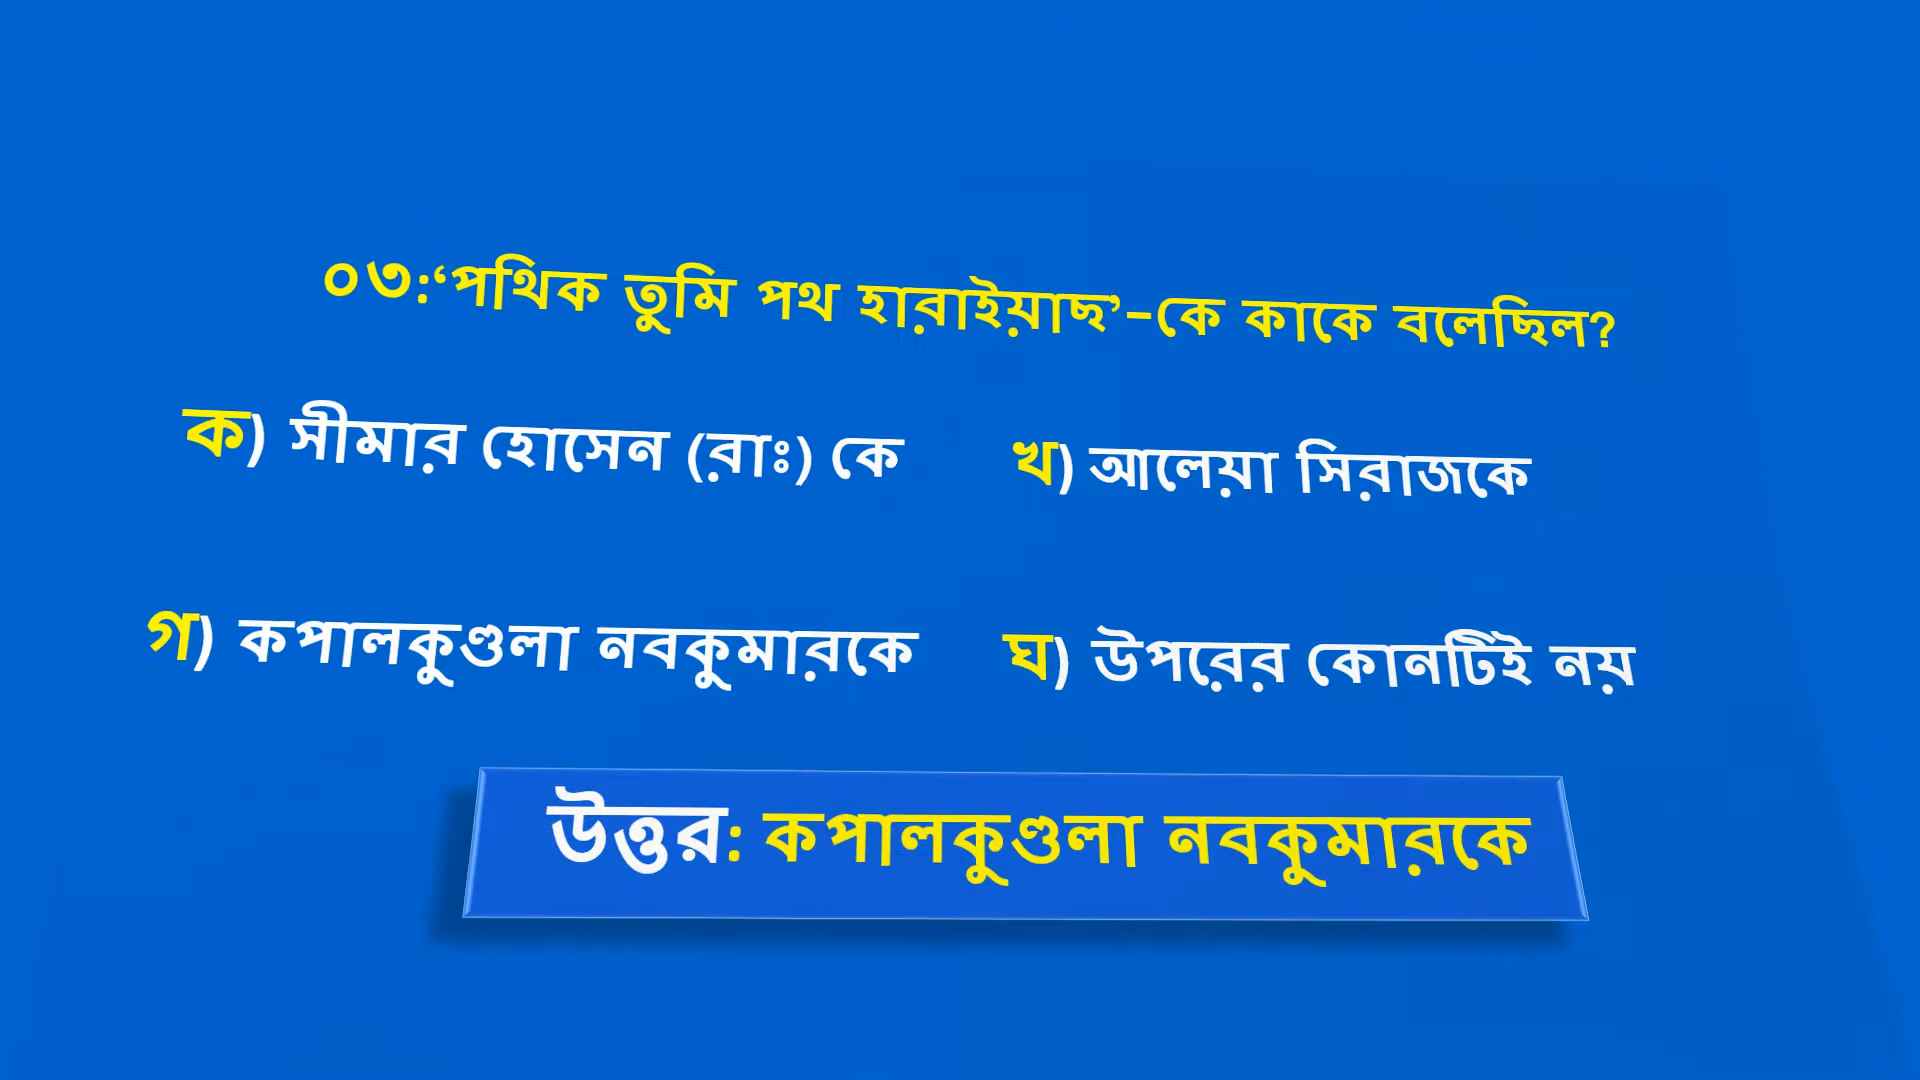 ০৩:‘পথিক তুমি পথ হারাইয়াছ’–কে কাকে বলেছিল?
ক) সীমার হোসেন (রাঃ) কে
খ) আলেয়া সিরাজকে
গ) কপালকুণ্ডলা নবকুমারকে
ঘ) উপরের কোনটিই নয়
উত্তর: কপালকুণ্ডলা নবকুমারকে